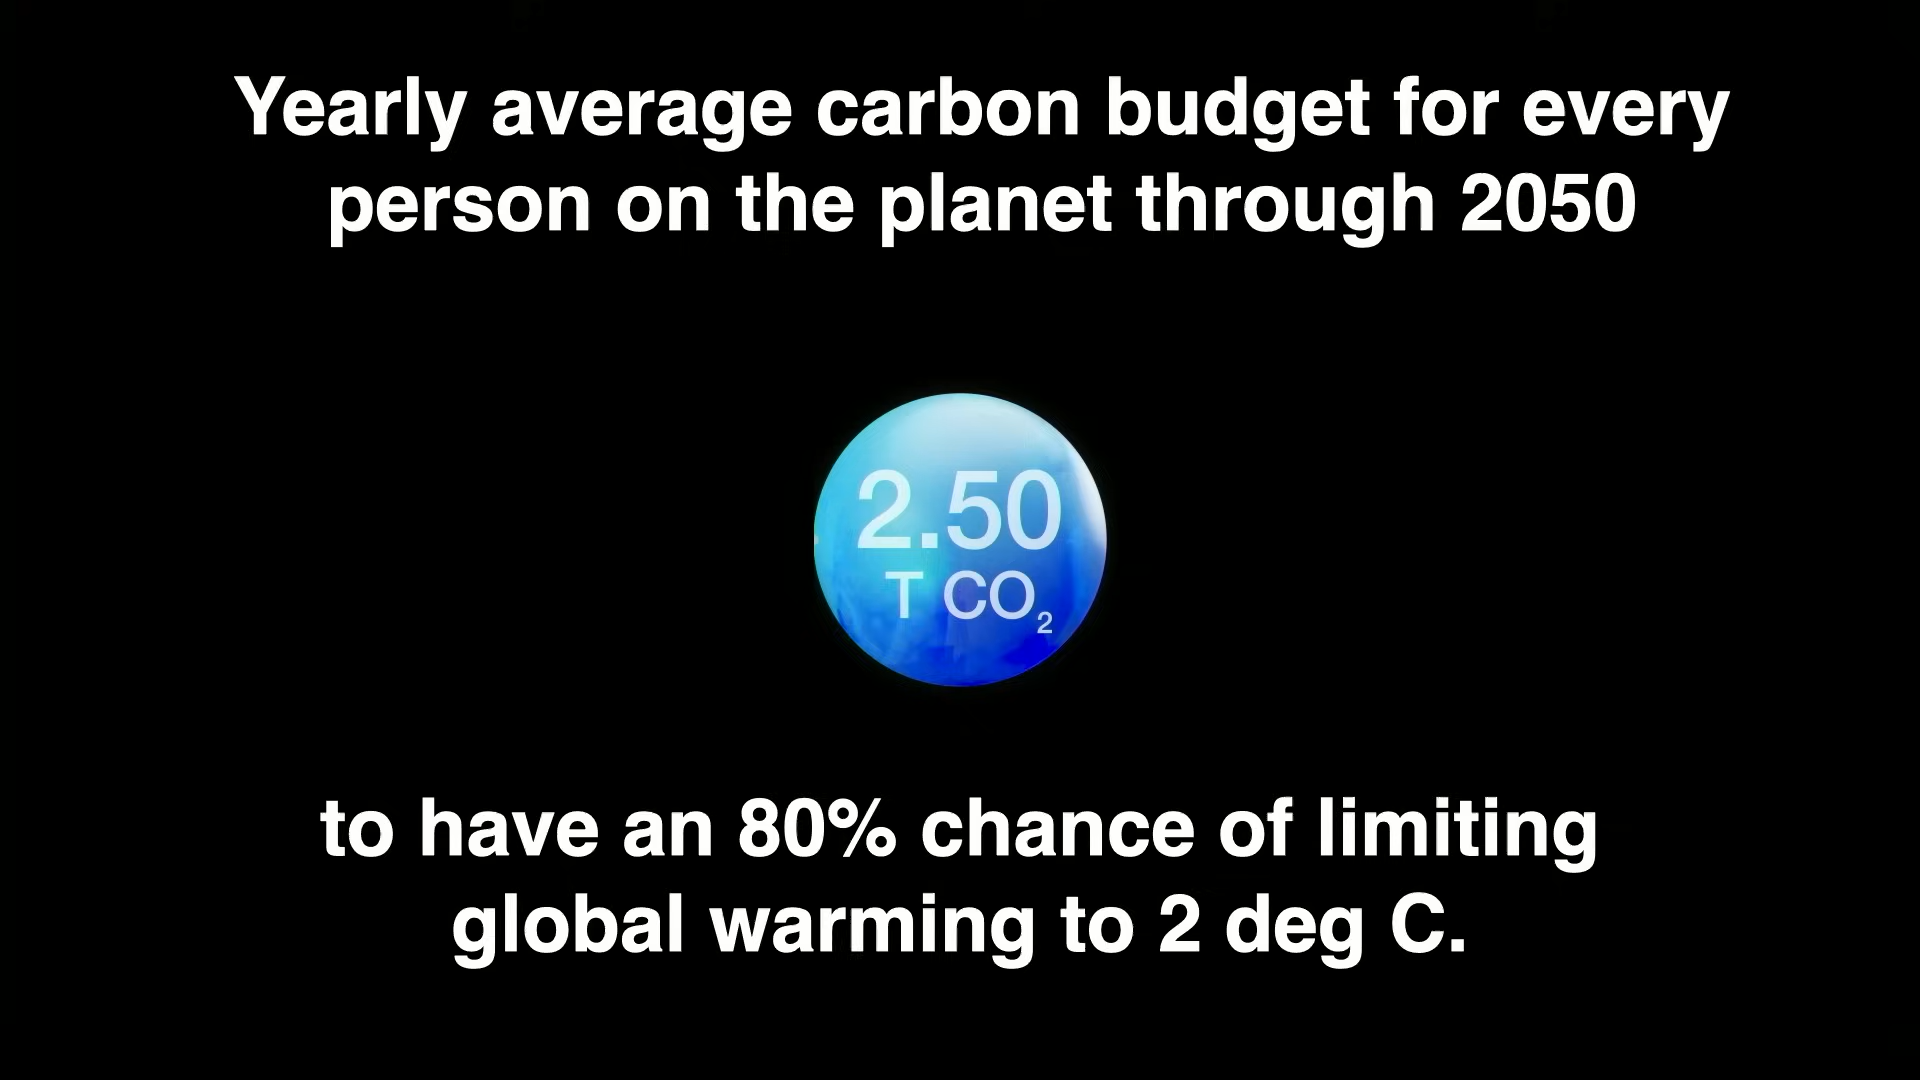 Yearly average carbon budget for every
person on the planet through 2050
2.50
T CO₂
to have an 80% chance of limiting
global warming to 2 deg C.